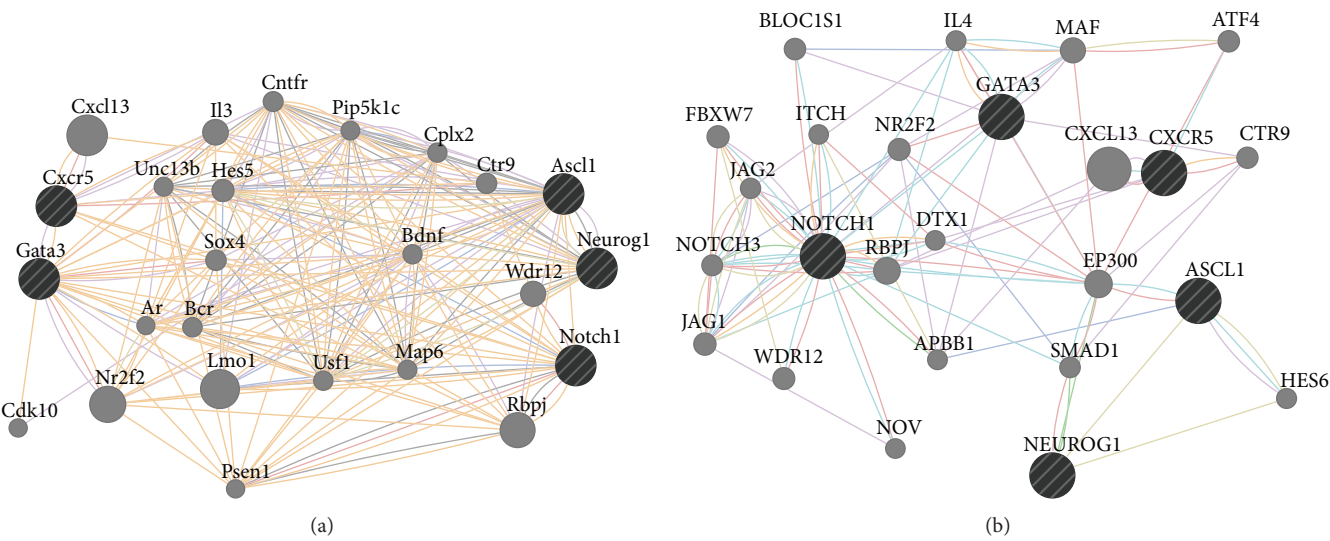 Cntfr
Cxcl13
Il3
Pip5k1c
Cplx2
Ctr9
Unc13b
Hes5
Ascl1
Cxcr5
Sox4
Bdnf
Neurog1
Gata3
Wdr12
Ar
Bcr
Notch1
Lmo1
Usf1
Map6
Nr2f2
Rbpj
Cdk10
Psen1
(a)
BLOC1S1
IL4
MAF
ATF4
GATA3
FBXW7
ITCH
NR2F2
CXCL13
CXCR5
CTR9
JAG2
NOTCH1
DTX1
NOTCH3
RBPJ
EP300
ASCL1
JAG1
WDR12
APBB1
SMAD1
HES6
NOV
NEUROG1
(b)